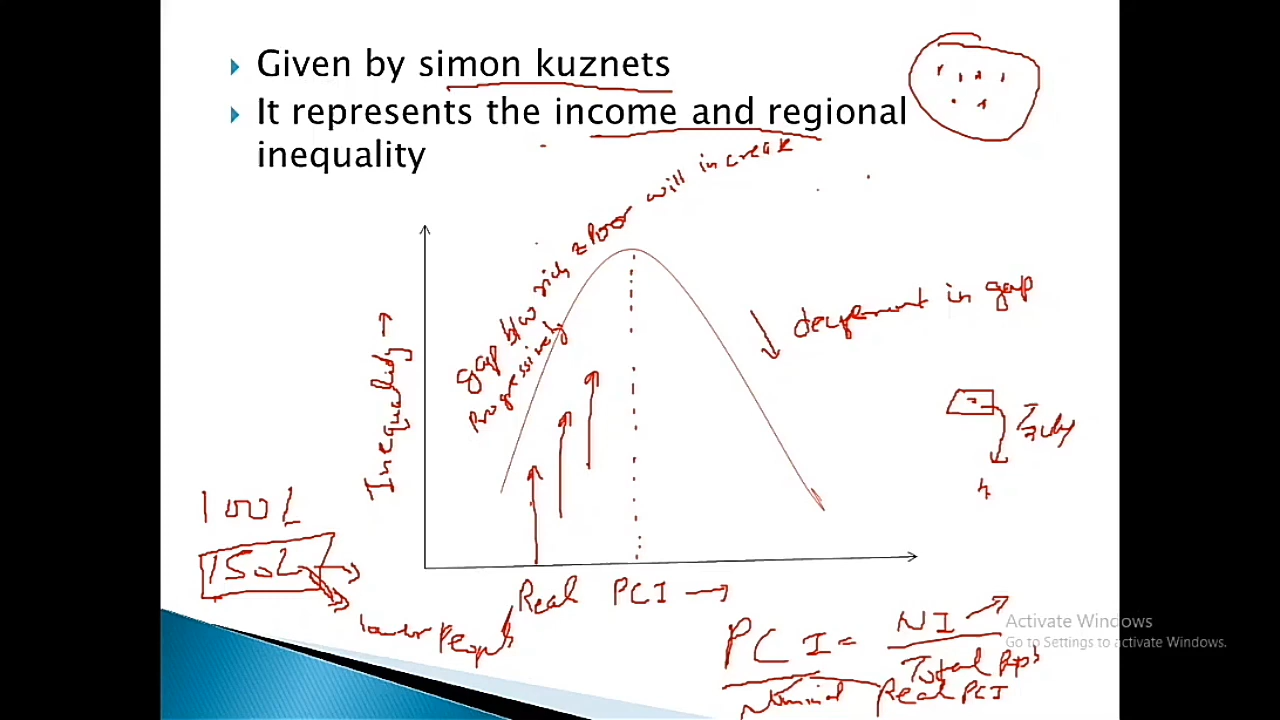 Given by simon kuznets
It represents the income and regional
inequality
gap b/w rich & Poor will increase
Progressively
decrement in gap
Inequality →
100L
150L
lower People
Real PCI →
PCI = NI
Total Pop
Nominal Real PCI
Activate Windows
Go to Settings to activate Windows.